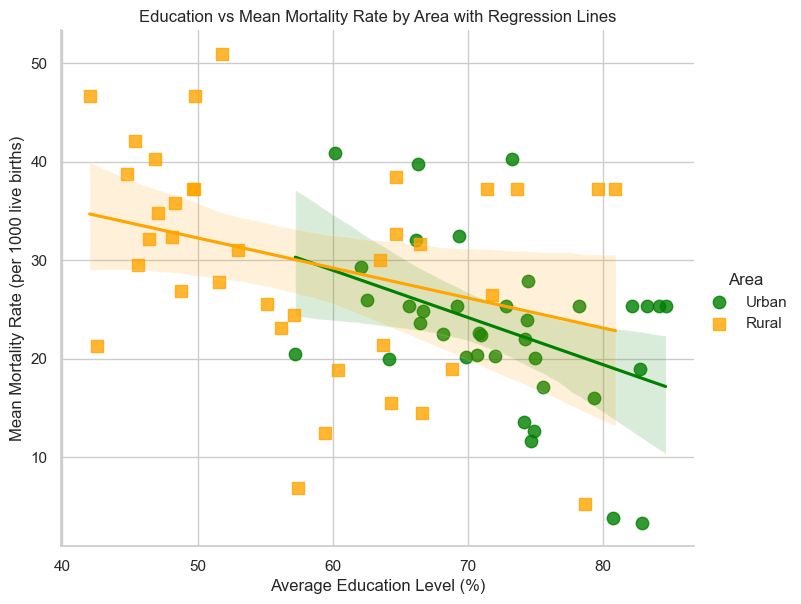 Education vs Mean Mortality Rate by Area with Regression Lines
Mean Mortality Rate (per 1000 live births)
50
40
30
20
10
40 50 60 70 80
Average Education Level (%)
Area
Urban
Rural